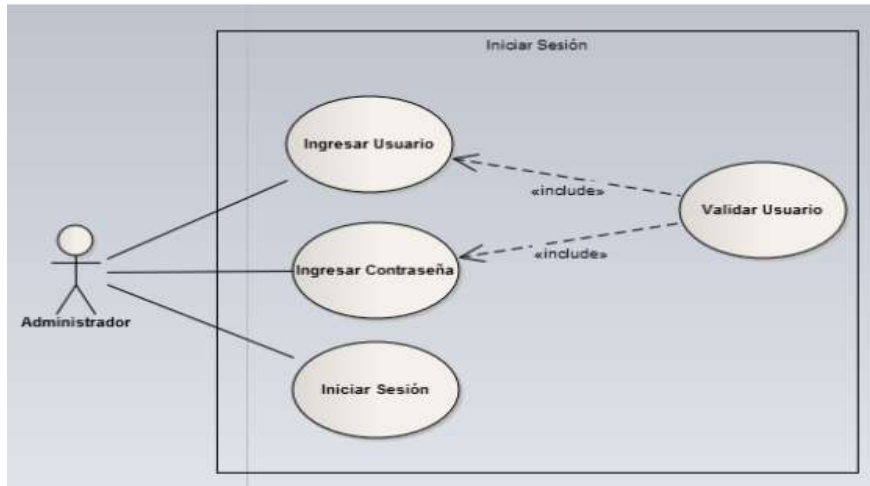 Iniciar Sesión
Ingresar Usuario
«include»
Validar Usuario
«include»
Ingresar Contraseña
Administrador
Iniciar Sesión